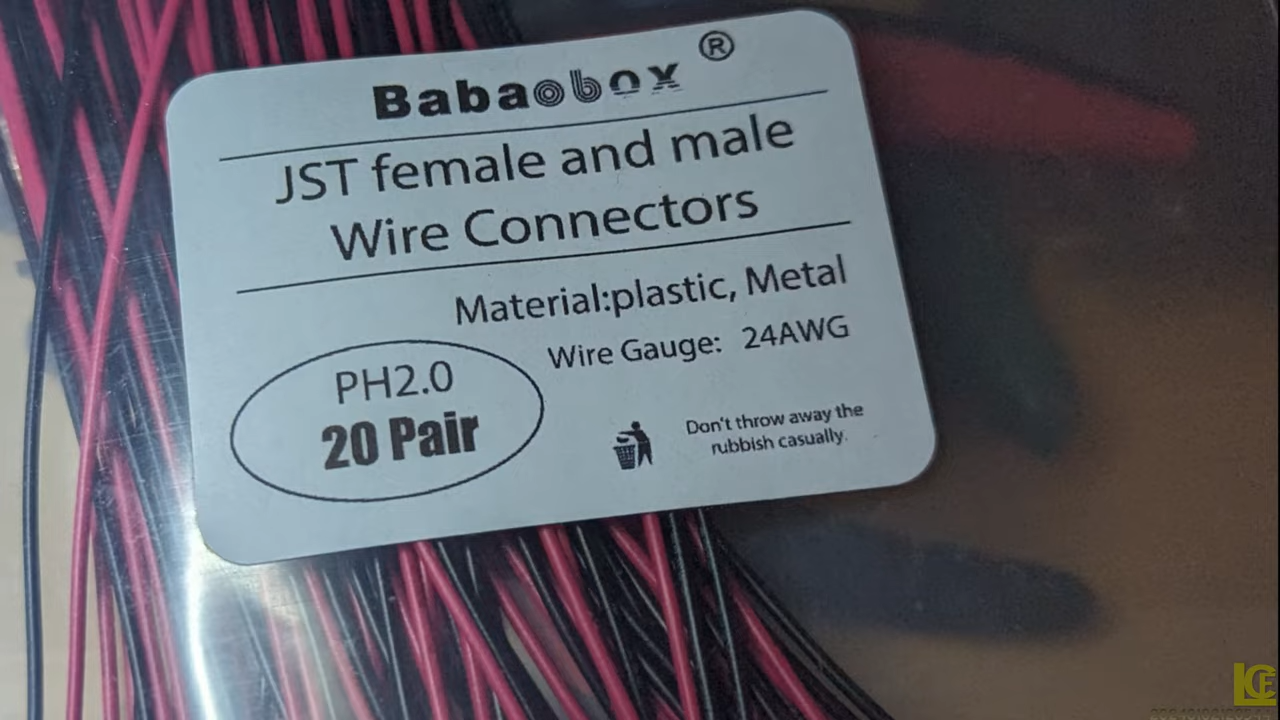 Babaobox ®
JST female and male
Wire Connectors
Material:plastic, Metal
Wire Gauge: 24AWG
PH2.0
20 Pair
Don't throw away the
rubbish casually.